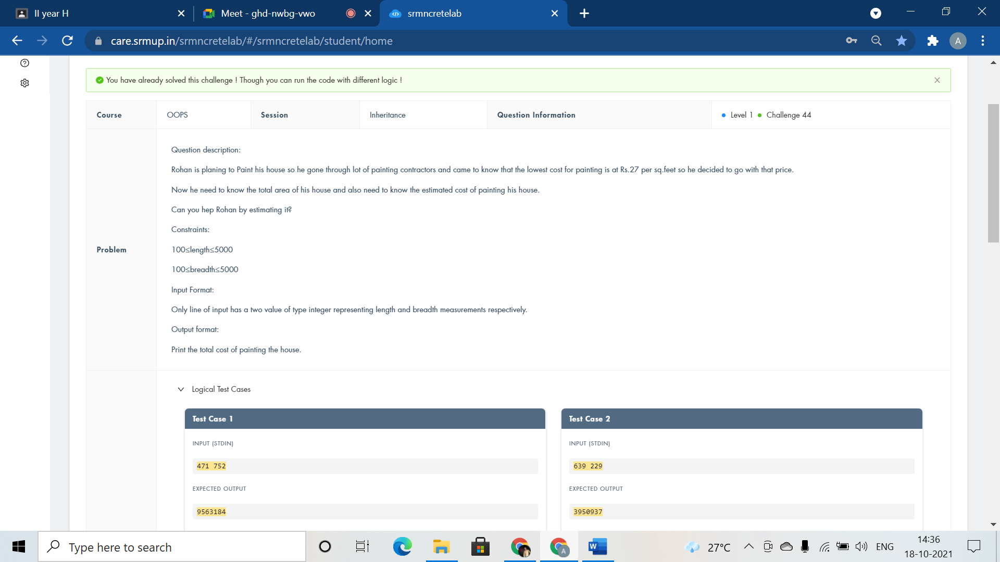 II year H
Meet - ghd-nwbg-vwo
srmncretelab
care.srmup.in/srmncretelab/#/srmncretelab/student/home
A
You have already solved this challenge ! Though you can run the code with different logic !
Course
OOPS
Session
Inheritance
Question Information
Level 1
Challenge 44
Problem
Question description:
Rohan is planing to Paint his house so he gone through lot of painting contractors and came to know that the lowest cost for painting is at Rs.27 per sq.feet so he decided to go with that price.
Now he need to know the total area of his house and also need to know the estimated cost of painting his house.
Can you hep Rohan by estimating it?
Constraints:
100≤length≤5000
100≤breadth≤5000
Input Format:
Only line of input has a two value of type integer representing length and breadth measurements respectively.
Output format:
Print the total cost of painting the house.
Logical Test Cases
Test Case 1
INPUT (STDIN)
471 752
EXPECTED OUTPUT
9563184
Test Case 2
INPUT (STDIN)
639 229
EXPECTED OUTPUT
3950937
Type here to search
A
W
27°C
ENG
14:36
18-10-2021